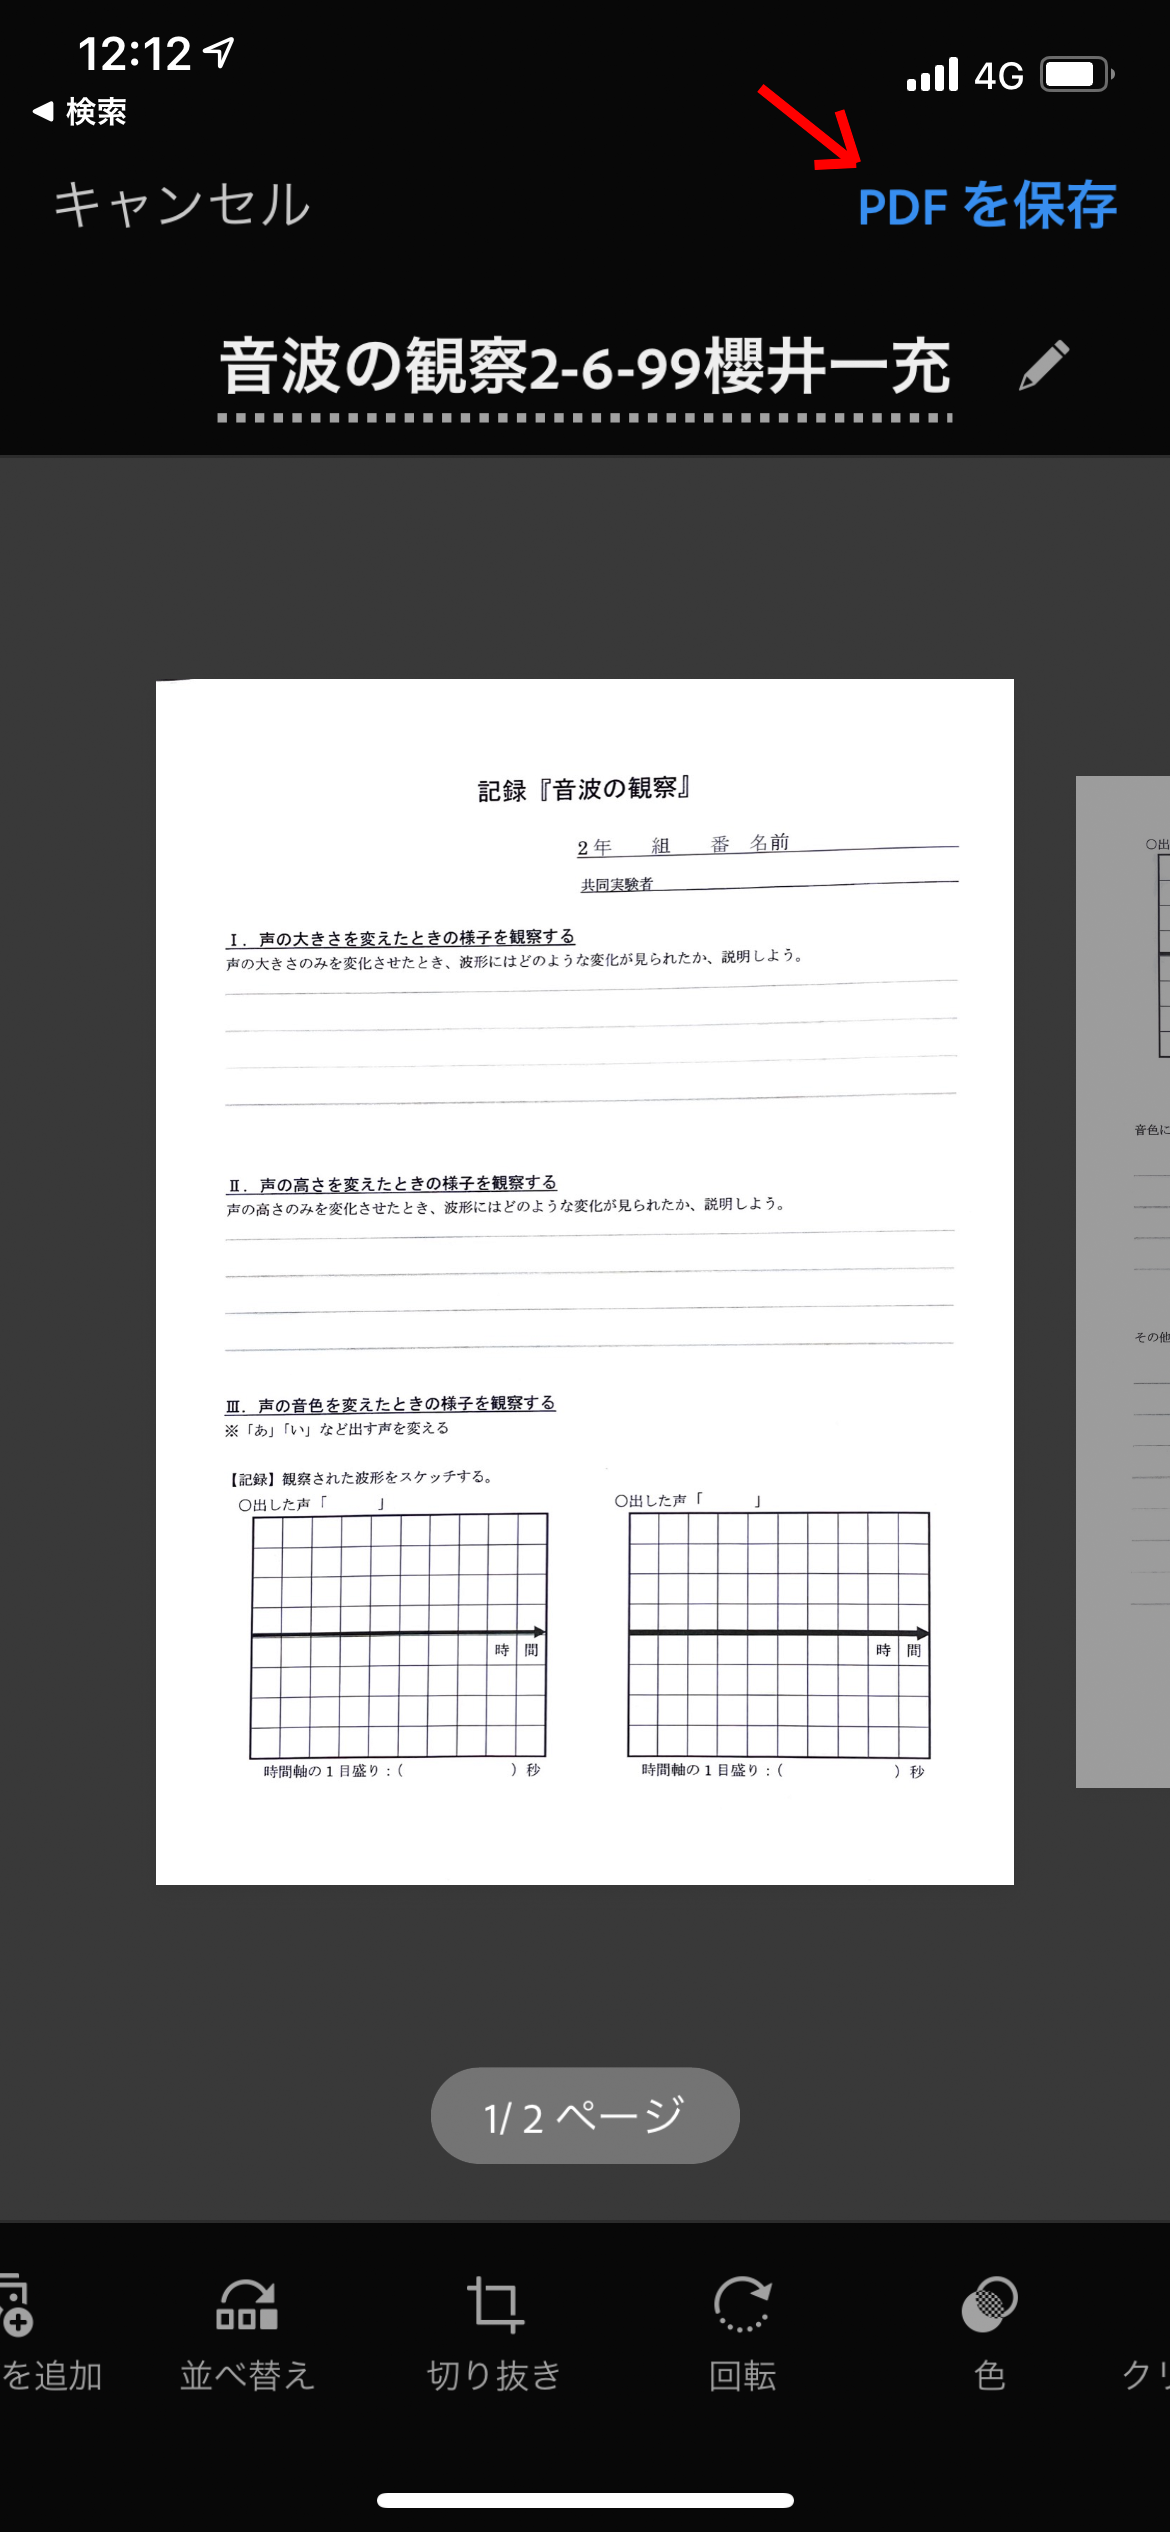 12:12
4G
◀ 検索
キャンセル
PDF を保存
音波の観察2-6-99櫻井一充
記録『音波の観察』
2年 組 番 名前
共同実験者
Ⅰ. 声の大きさを変えたときの様子を観察する
声の大きさのみを変化させたとき、波形にはどのような変化が見られたか、説明しよう。
Ⅱ. 声の高さを変えたときの様子を観察する
声の高さのみを変化させたとき、波形にはどのような変化が見られたか、説明しよう。
Ⅲ. 声の音色を変えたときの様子を観察する
※「あ」「い」など出す声を変える
【記録】観察された波形をスケッチする。
○出した声「 」
○出した声「 」
時 間
時 間
時間軸の1目盛り:( )秒
時間軸の1目盛り:( )秒
○出
音色に
その他
1/ 2 ページ
を追加
並べ替え
切り抜き
回転
色
クリ